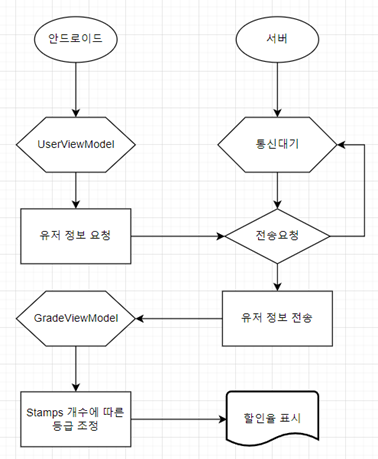 안드로이드
서버
UserViewModel
통신대기
유저 정보 요청
전송요청
GradeViewModel
유저 정보 전송
Stamps 개수에 따른
등급 조정
할인율 표시